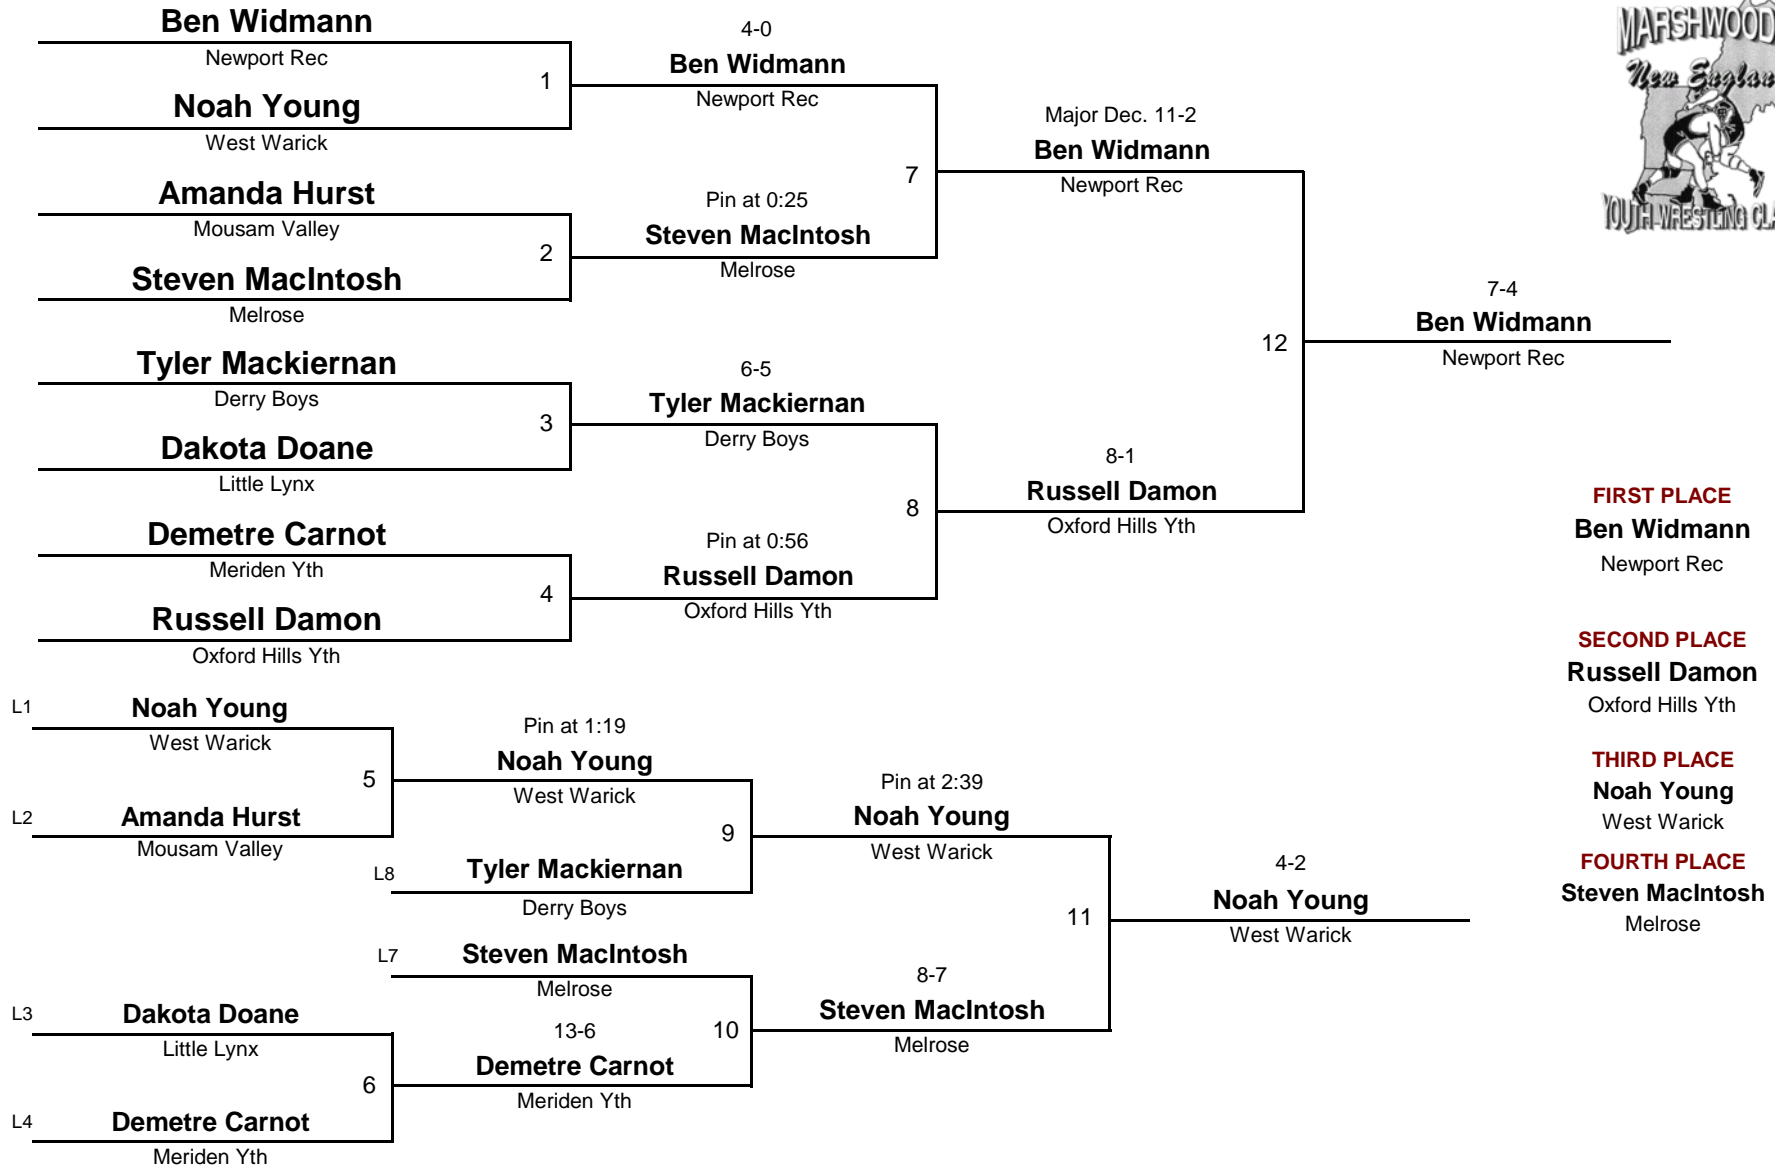 Ben Widmann
Newport Rec
Noah Young
West Warick
1
Amanda Hurst
Mousam Valley
Steven MacIntosh
Melrose
2
Tyler Mackiernan
Derry Boys
Dakota Doane
Little Lynx
3
Demetre Carnot
Meriden Yth
Russell Damon
Oxford Hills Yth
4
4-0
Ben Widmann
Newport Rec
Pin at 0:25
Steven MacIntosh
Melrose
7
6-5
Tyler Mackiernan
Derry Boys
Pin at 0:56
Russell Damon
Oxford Hills Yth
8
Major Dec. 11-2
Ben Widmann
Newport Rec
8-1
Russell Damon
Oxford Hills Yth
12
7-4
Ben Widmann
Newport Rec
MARSHWOOD
New
YOUTH WRESTLING
FIRST PLACE
Ben Widmann
Newport Rec
SECOND PLACE
Russell Damon
Oxford Hills Yth
THIRD PLACE
Noah Young
West Warick
FOURTH PLACE
Steven MacIntosh
Melrose
L1
Noah Young
West Warick
5
L2
Amanda Hurst
Mousam Valley
Pin at 1:19
Noah Young
West Warick
9
L8
Tyler Mackiernan
Derry Boys
L7
Steven MacIntosh
Melrose
10
L3
Dakota Doane
Little Lynx
6
L4
Demetre Carnot
Meriden Yth
13-6
Demetre Carnot
Meriden Yth
Pin at 2:39
Noah Young
West Warick
8-7
Steven MacIntosh
Melrose
11
4-2
Noah Young
West Warick